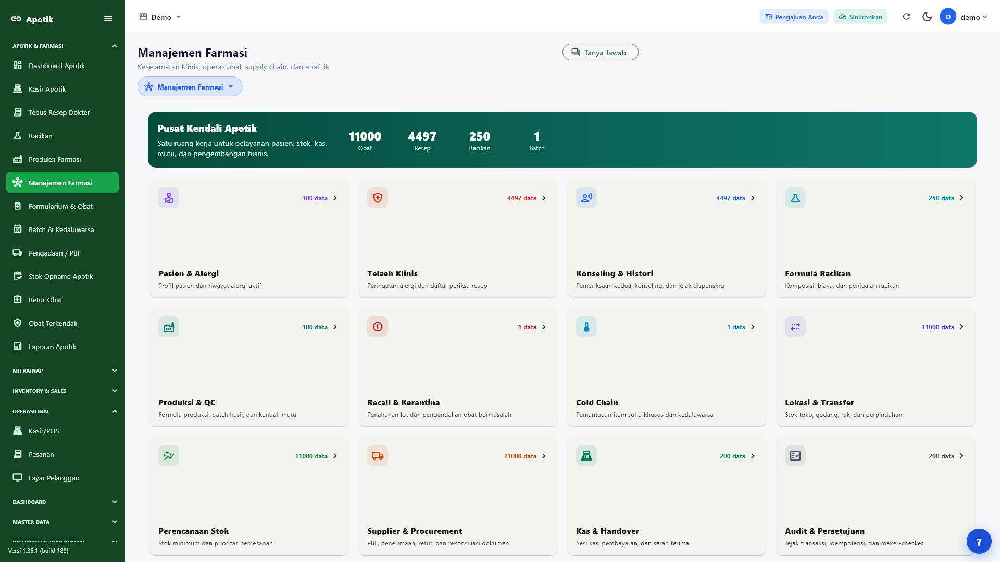 Apotik
APOTIK & FARMASI
Dashboard Apotik
Kasir Apotik
Tebus Resep Dokter
Racikan
Produksi Farmasi
Manajemen Farmasi
Formularium & Obat
Batch & Kedaluwarsa
Pengadaan / PBF
Stok Opname Apotik
Retur Obat
Obat Terkendali
Laporan Apotik
MITRAINAP
INVENTORY & SALES
OPERASIONAL
Kasir/POS
Pesanan
Layar Pelanggan
DASHBOARD
MASTER DATA
DISTRIBUSI & PENGIRIMAN
Versi 1.35.1 (build 189)
Demo
Pengajuan Anda
Sinkronkan
D
demo
Manajemen Farmasi
Keselamatan klinis, operasional, supply chain, dan analitik
Tanya Jawab
Manajemen Farmasi
Pusat Kendali Apotik
Satu ruang kerja untuk pelayanan pasien, stok, kas,
mutu, dan pengembangan bisnis.
11000
Obat
4497
Resep
250
Racikan
1
Batch
100 data
Pasien & Alergi
Profil pasien dan riwayat alergi aktif
4497 data
Telaah Klinis
Peringatan alergi dan daftar periksa resep
4497 data
Konseling & Histori
Pemeriksaan kedua, konseling, dan jejak dispensing
250 data
Formula Racikan
Komposisi, biaya, dan penjualan racikan
100 data
Produksi & QC
Formula produksi, batch hasil, dan kendali mutu
1 data
Recall & Karantina
Penahanan lot dan pengendalian obat bermasalah
1 data
Cold Chain
Pemantauan item suhu khusus dan kedaluwarsa
11000 data
Lokasi & Transfer
Stok toko, gudang, rak, dan perpindahan
11000 data
Perencanaan Stok
Stok minimum dan prioritas pemesanan
11000 data
Supplier & Procurement
PBF, penerimaan, retur, dan rekonsiliasi dokumen
200 data
Kas & Handover
Sesi kas, pembayaran, dan serah terima
200 data
Audit & Persetujuan
Jejak transaksi, idempotensi, dan maker-checker
?